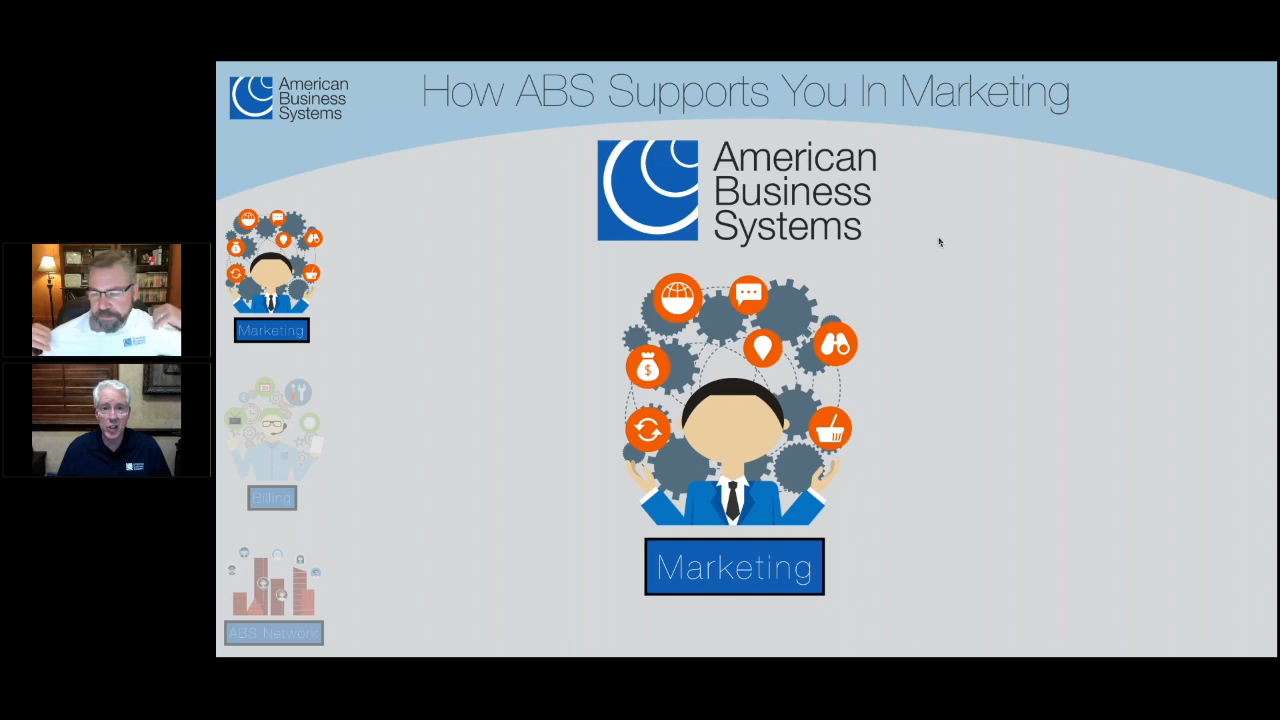 American
Business
Systems
How ABS Supports You In Marketing
American
Business
Systems
Marketing
Billing
ABS Network
$
Marketing